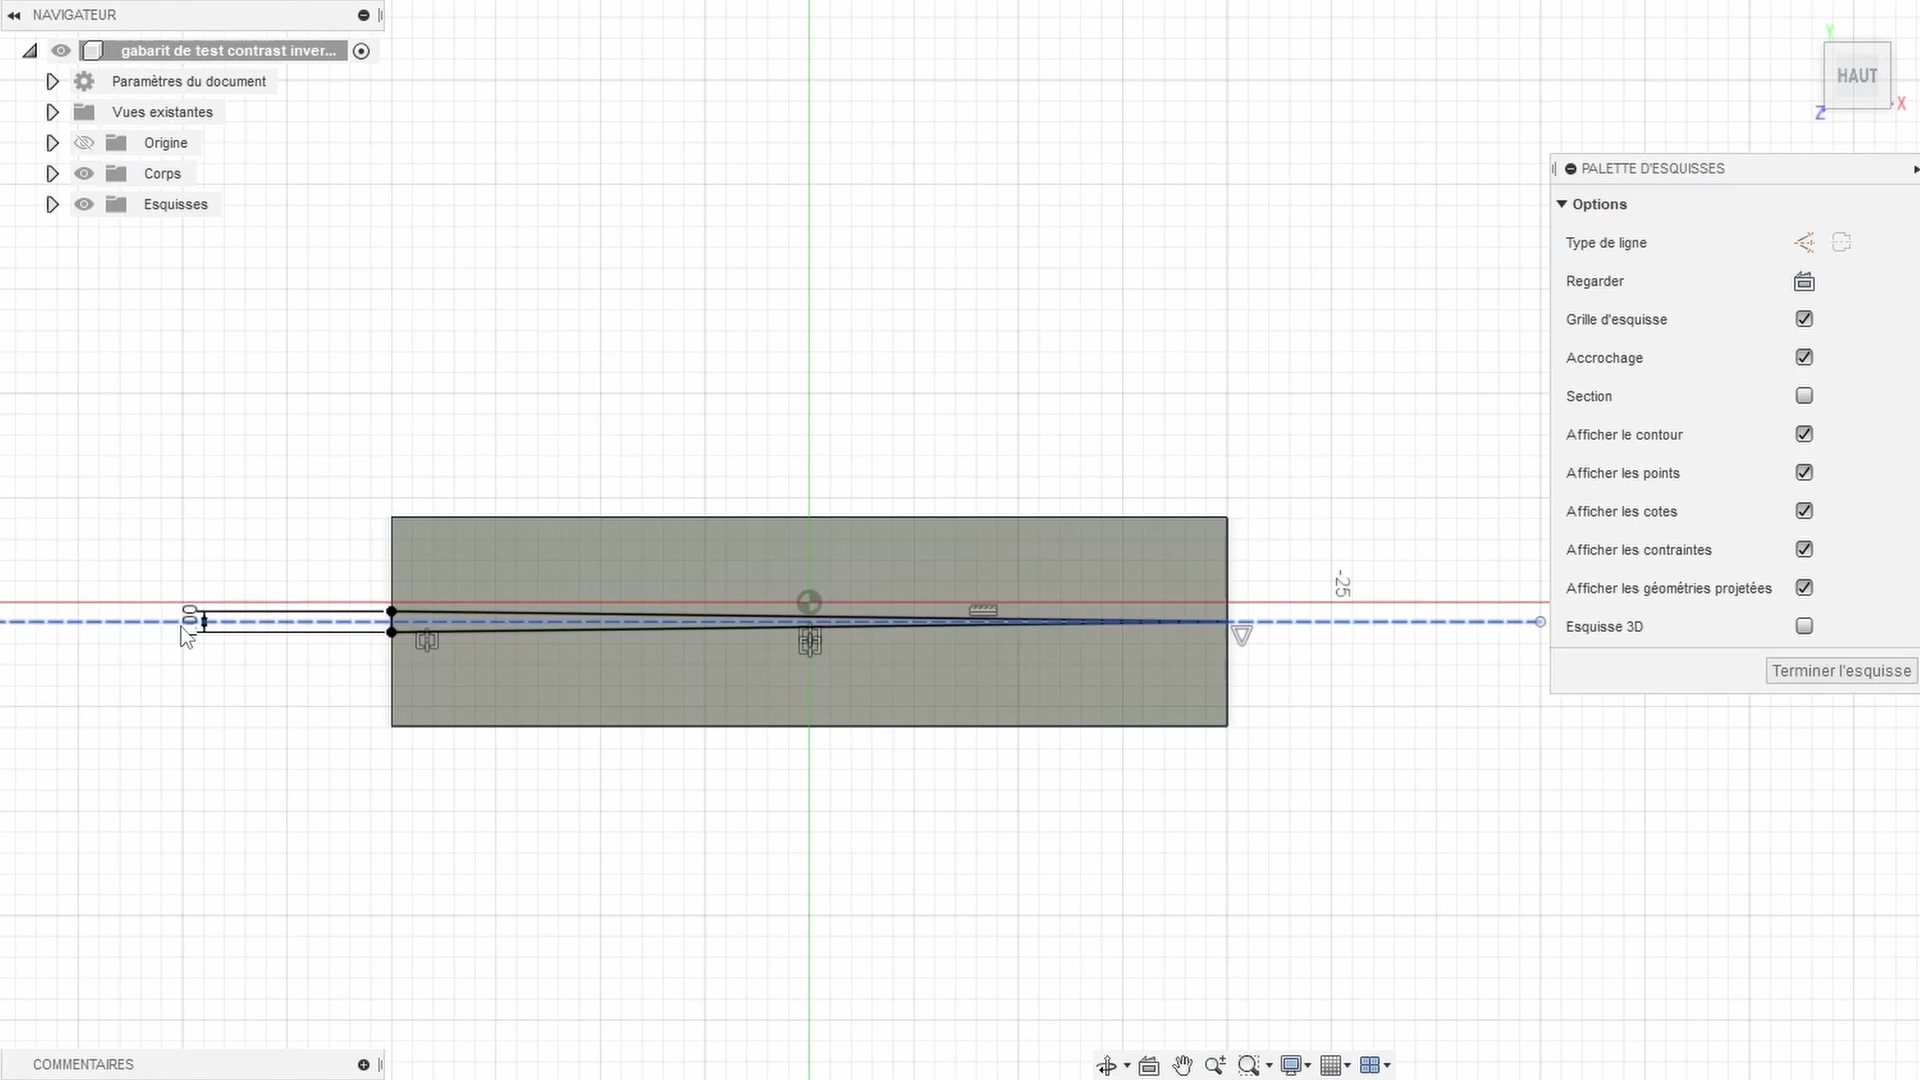 NAVIGATEUR
gabarit de test contrast inver...
Paramètres du document
Vues existantes
Origine
Corps
Esquisses
Y
HAUT
X
Z
PALETTE D'ESQUISSES
Options
Type de ligne
Regarder
Grille d'esquisse
Accrochage
Section
Afficher le contour
Afficher les points
Afficher les cotes
Afficher les contraintes
Afficher les géométries projetées
Esquisse 3D
Terminer l'esquisse
-25
COMMENTAIRES